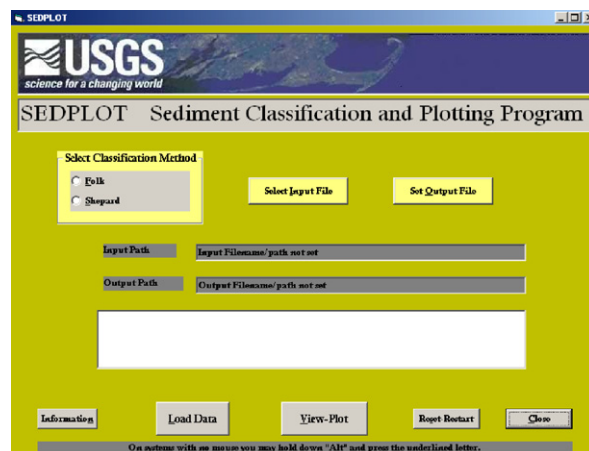 SEDPLOT
USGS
science for a changing world
SEDPLOT Sediment Classification and Plotting Program
Select Classification Method
Folk
Shepard
Select Input File
Set Output File
Input Path
Input Filename/path not set
Output Path
Output Filename/path not set
Information
Load Data
View-Plot
Reset-Restart
Close
On systems with no mouse you may hold down "Alt" and press the underlined letter.